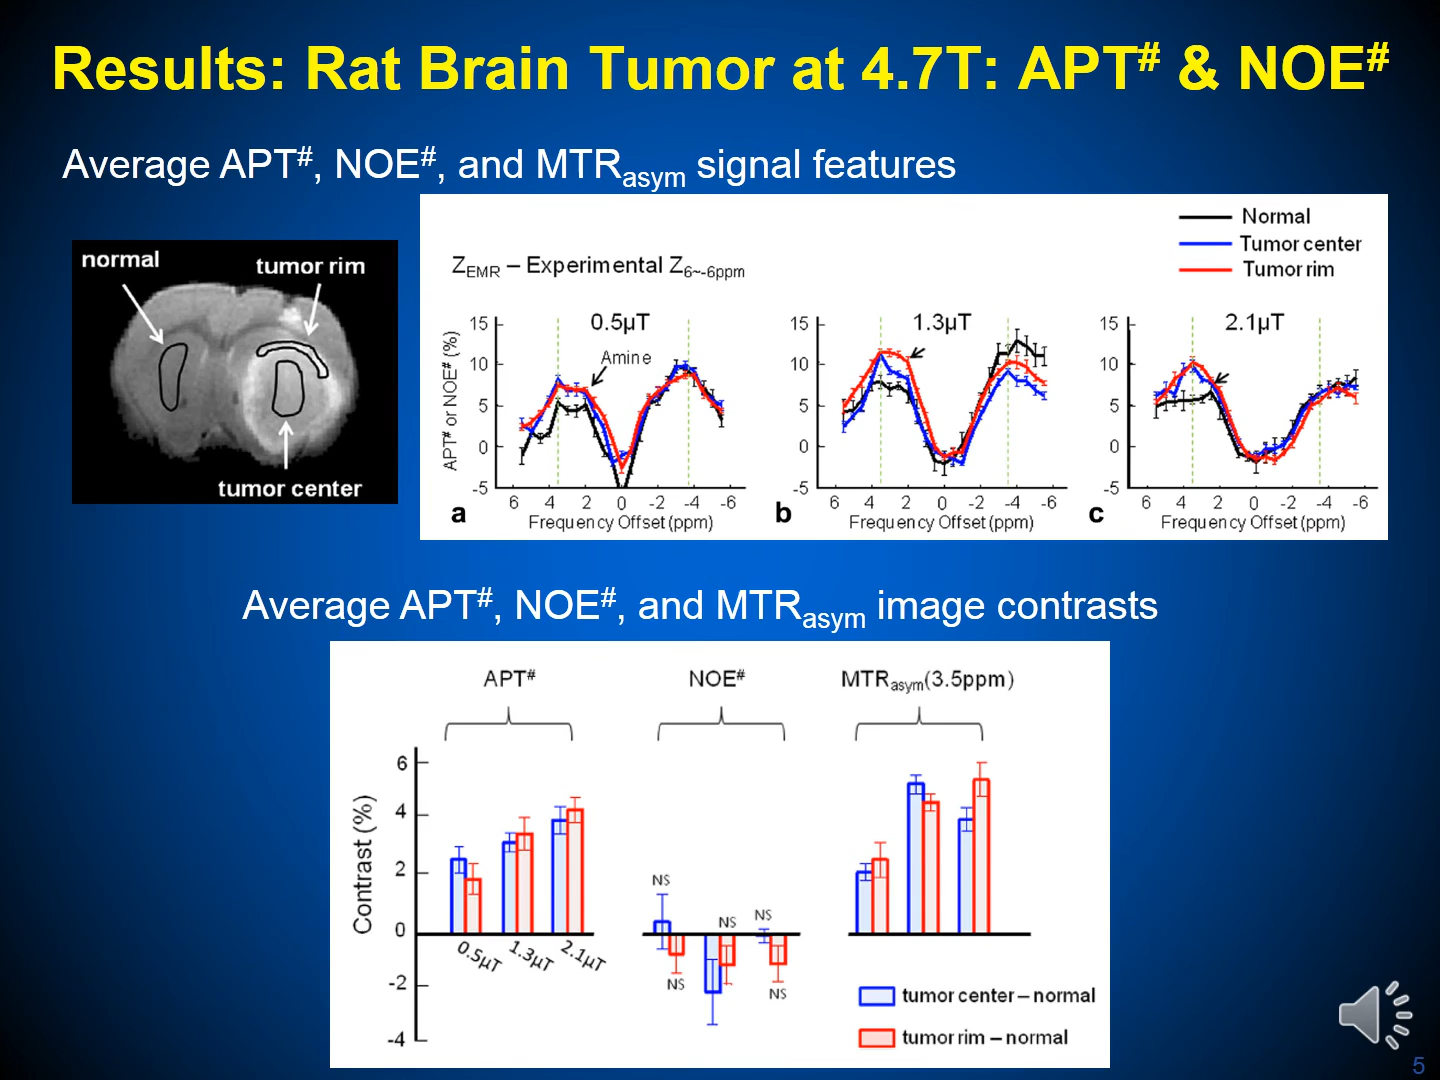 Results: Rat Brain Tumor at 4.7T: APT# & NOE#
Average APT#, NOE#, and MTRasym signal features
normal
tumor rim
tumor center
Normal
Tumor center
Tumor rim
ZEMR – Experimental Z6~-6ppm
APT# or NOE# (%)
15
10
5
0
-5
0.5µT
Amine
6 4 2 0 -2 -4 -6
a
Frequency Offset (ppm)
15
10
5
0
-5
1.3µT
6 4 2 0 -2 -4 -6
b
Frequency Offset (ppm)
15
10
5
0
-5
2.1µT
6 4 2 0 -2 -4 -6
c
Frequency Offset (ppm)
Average APT#, NOE#, and MTRasym image contrasts
APT# NOE# MTRasym(3.5ppm)
Contrast (%)
6
4
2
0
-2
-4
0.5µT 1.3µT 2.1µT
NS
NS
NS
NS
NS
tumor center – normal
tumor rim – normal
5